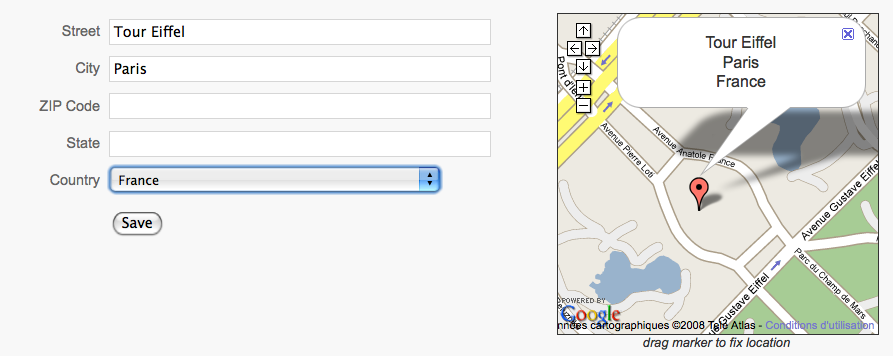 Street Tour Eiffel
City Paris
ZIP Code
State
Country France
Save
Tour Eiffel
Paris
France
Pont d'Ié
Avenue Pierre Loti
Avenue Anatole France
Avenue Gustave Eiffel
Avenue Gustave Eiffel
Parc du Champ de Mars
POWERED BY
Google
nnées cartographiques ©2008 Tele Atlas - Conditions d'utilisation
drag marker to fix location